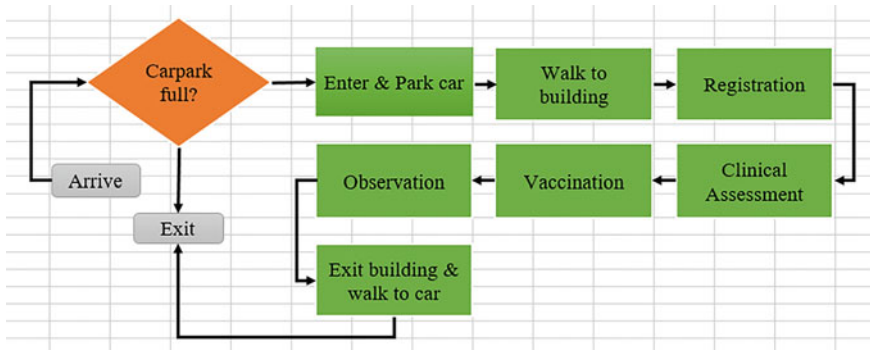 Carpark
full?
Enter & Park car
Walk to
building
Registration
Arrive
Observation
Vaccination
Clinical
Assessment
Exit
Exit building &
walk to car